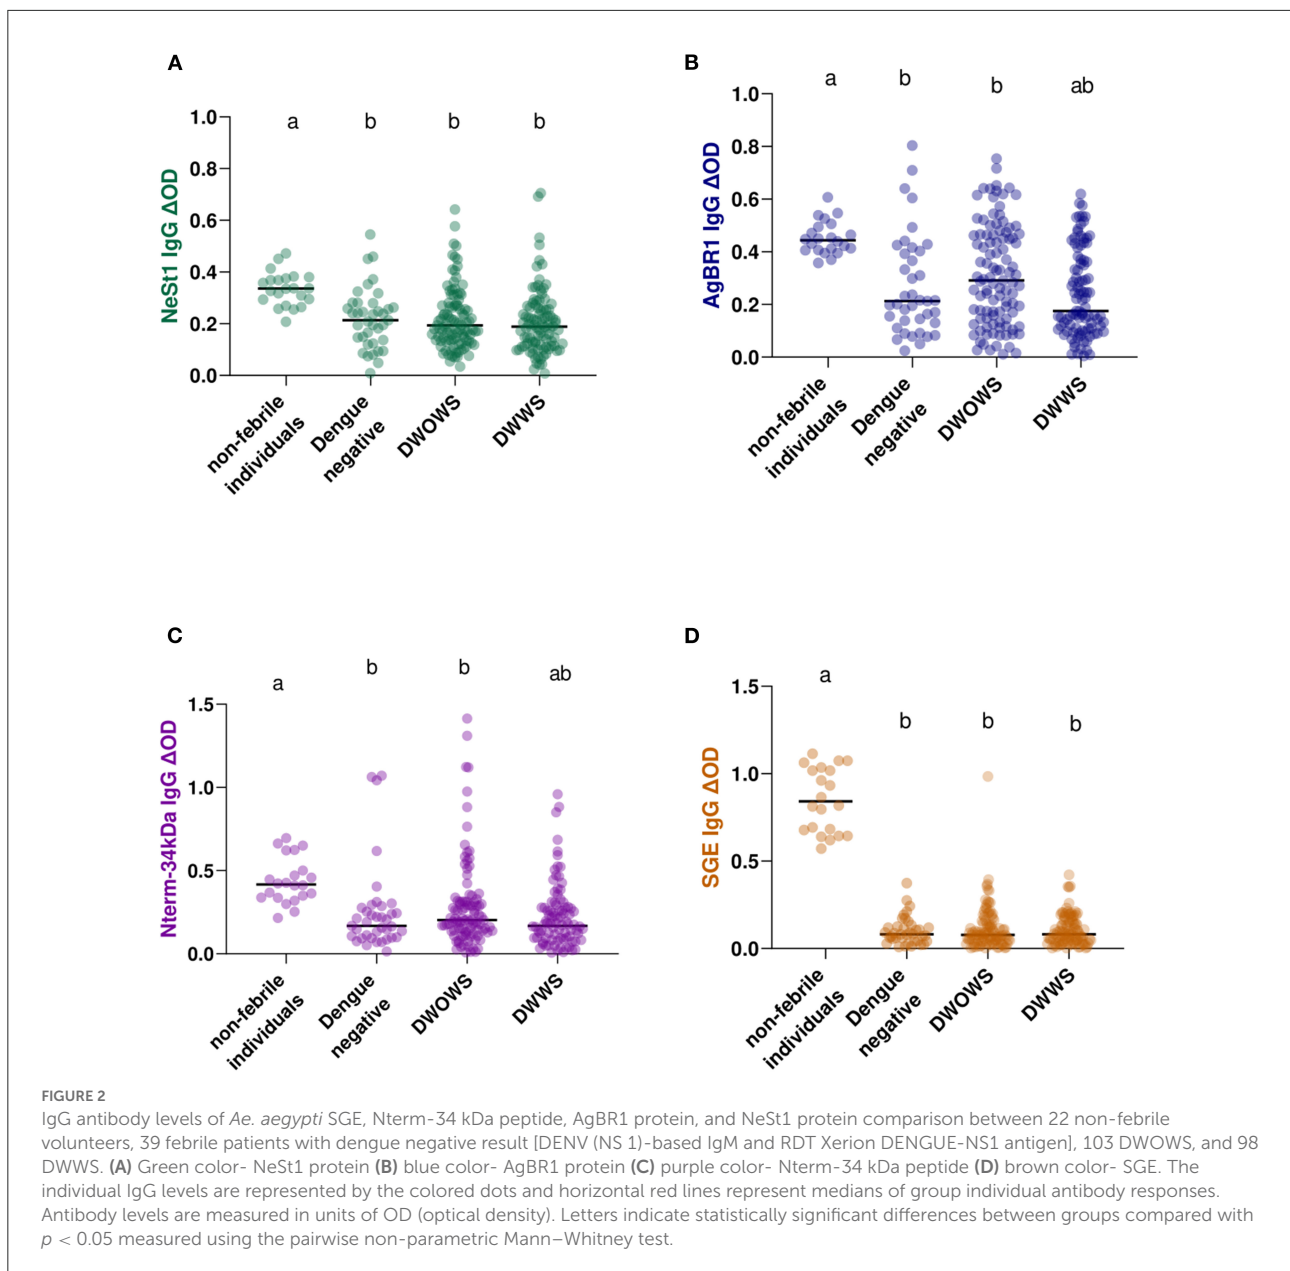 A
a
b
b
b
1.0
0.8
0.6
0.4
0.2
0.0
NeSt1 IgG ΔOD
non-febrile
individuals
Dengue
negative
DWOWS
DWWS
B
a
b
b
ab
1.0
0.8
0.6
0.4
0.2
0.0
AgBR1 IgG ΔOD
non-febrile
individuals
Dengue
negative
DWOWS
DWWS
C
a
b
b
ab
1.5
1.0
0.5
0.0
Nterm-34kDa IgG ΔOD
non-febrile
individuals
Dengue
negative
DWOWS
DWWS
D
a
b
b
b
1.5
1.0
0.5
0.0
SGE IgG ΔOD
non-febrile
individuals
Dengue
negative
DWOWS
DWWS
FIGURE 2
IgG antibody levels of Ae. aegypti SGE, Nterm-34 kDa peptide, AgBR1 protein, and NeSt1 protein comparison between 22 non-febrile
volunteers, 39 febrile patients with dengue negative result [DENV (NS 1)-based IgM and RDT Xerion DENGUE-NS1 antigen], 103 DWOWS, and 98
DWWS. (A) Green color- NeSt1 protein (B) blue color- AgBR1 protein (C) purple color- Nterm-34 kDa peptide (D) brown color- SGE. The
individual IgG levels are represented by the colored dots and horizontal red lines represent medians of group individual antibody responses.
Antibody levels are measured in units of OD (optical density). Letters indicate statistically significant differences between groups compared with
p < 0.05 measured using the pairwise non-parametric Mann–Whitney test.